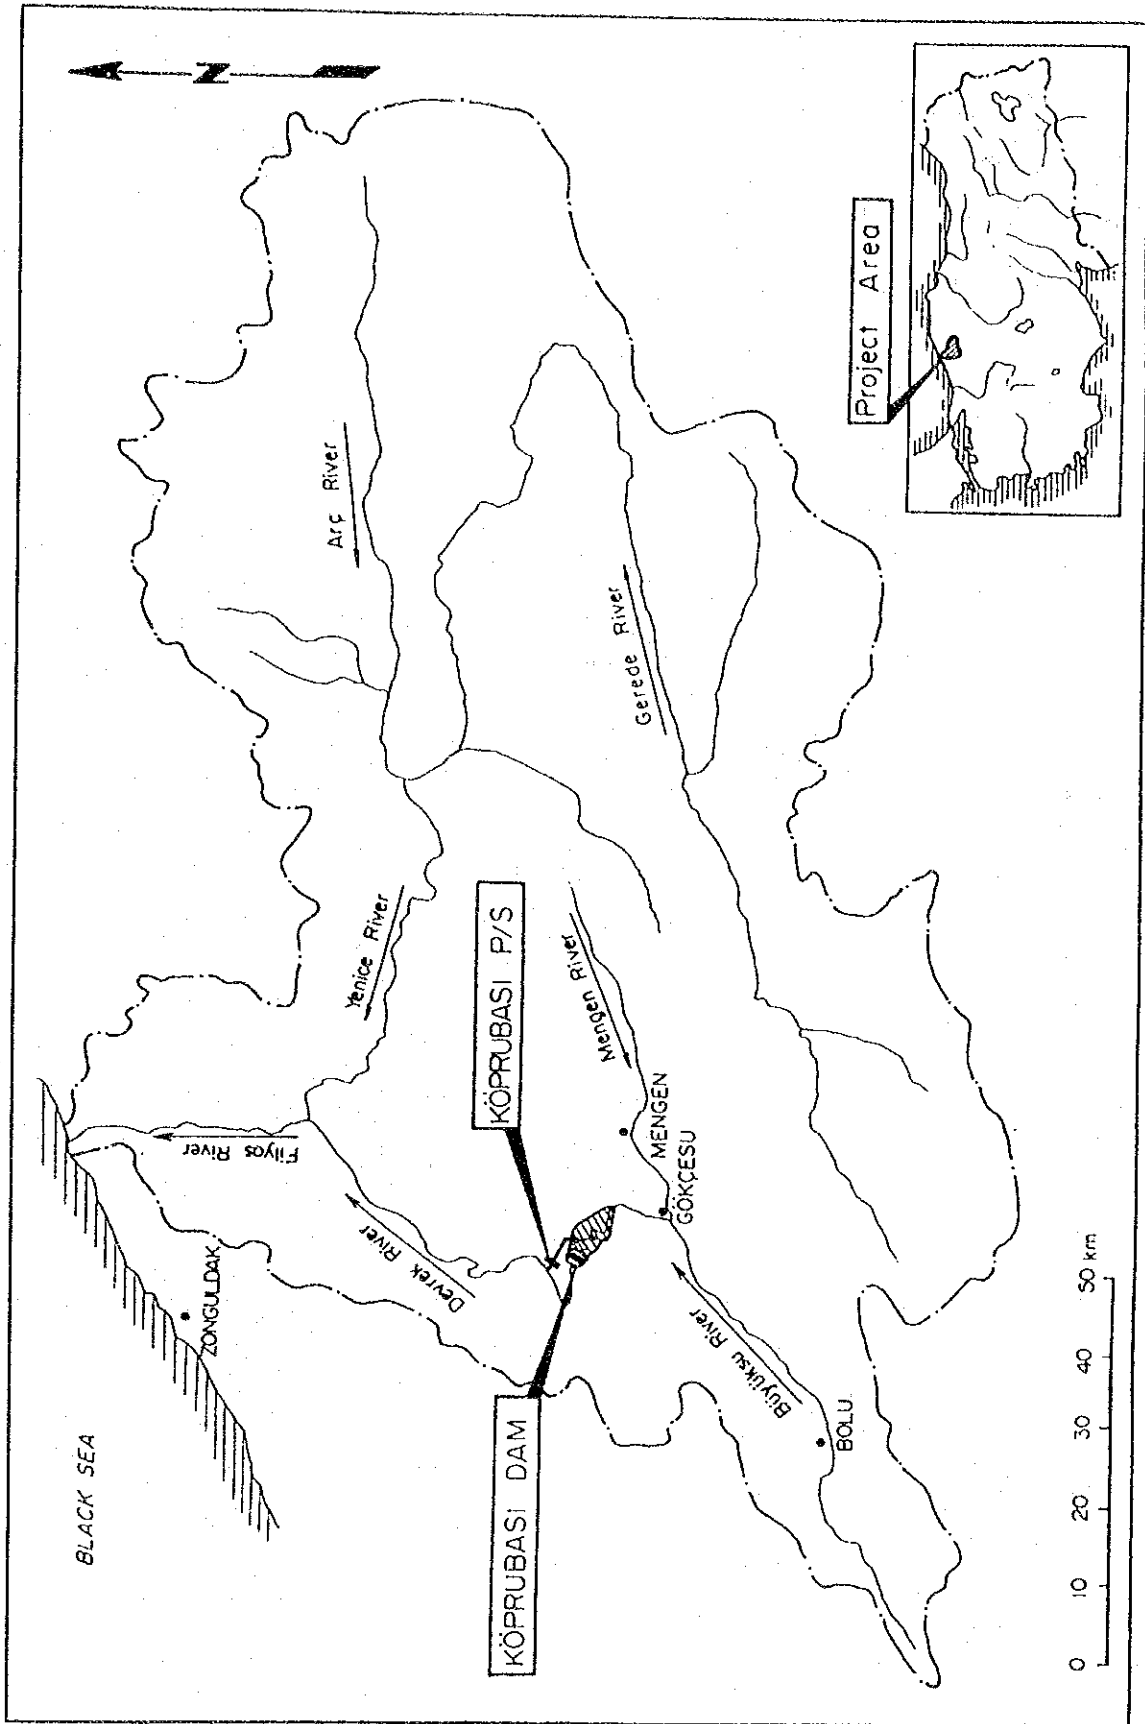 N
BLACK SEA
ZONGULDAK
Filyos River
Yenice River
Arç River
Devrek River
KÖPRUBASI P/S
KÖPRUBASI DAM
Mengen River
MENGEN
GÖKÇESU
Gerede River
Büyüksu River
BOLU
Project Area
0 10 20 30 40 50 km